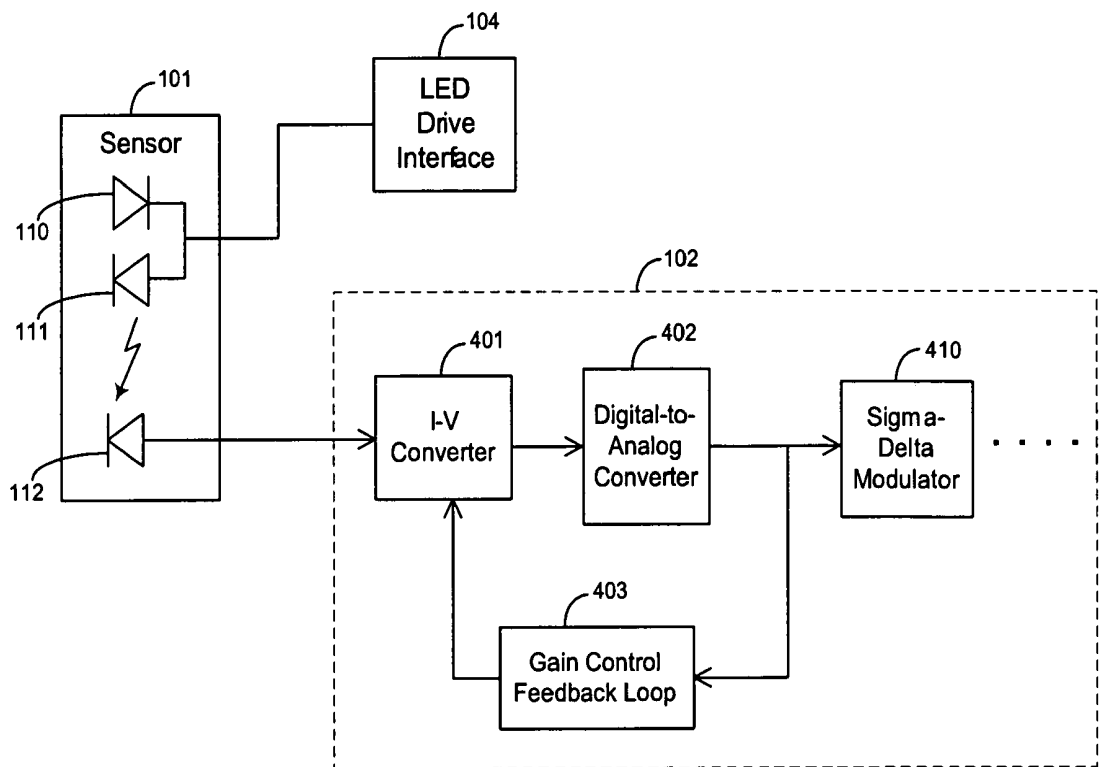 104
LED
Drive
Interface
101
Sensor
110
111
112
102
401
I-V
Converter
402
Digital-to-
Analog
Converter
410
Sigma-
Delta
Modulator
403
Gain Control
Feedback Loop